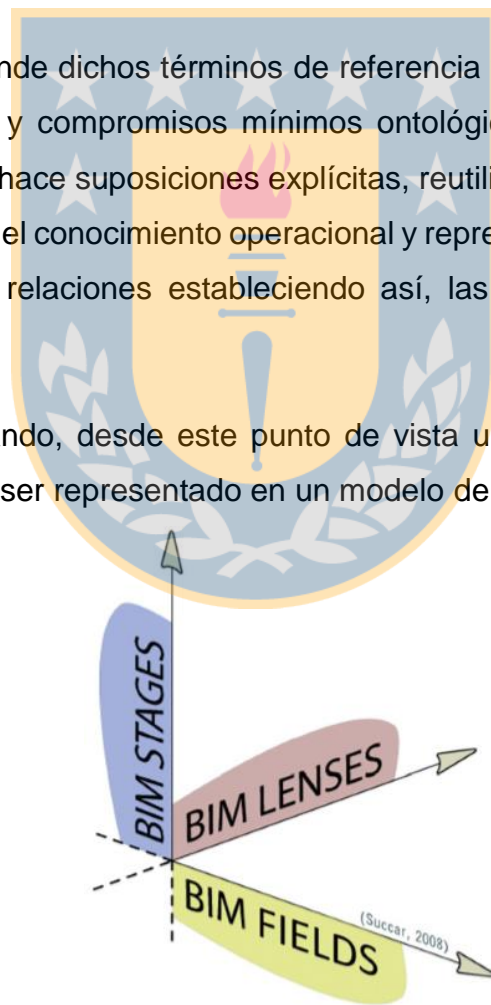 nde dichos términos de referencia
y compromisos mínimos ontológic
hace suposiciones explícitas, reutili
el conocimiento operacional y repre
relaciones estableciendo así, las
ndo, desde este punto de vista u
ser representado en un modelo de
BIM STAGES
BIM LENSES
BIM FIELDS
(Succar, 2008)